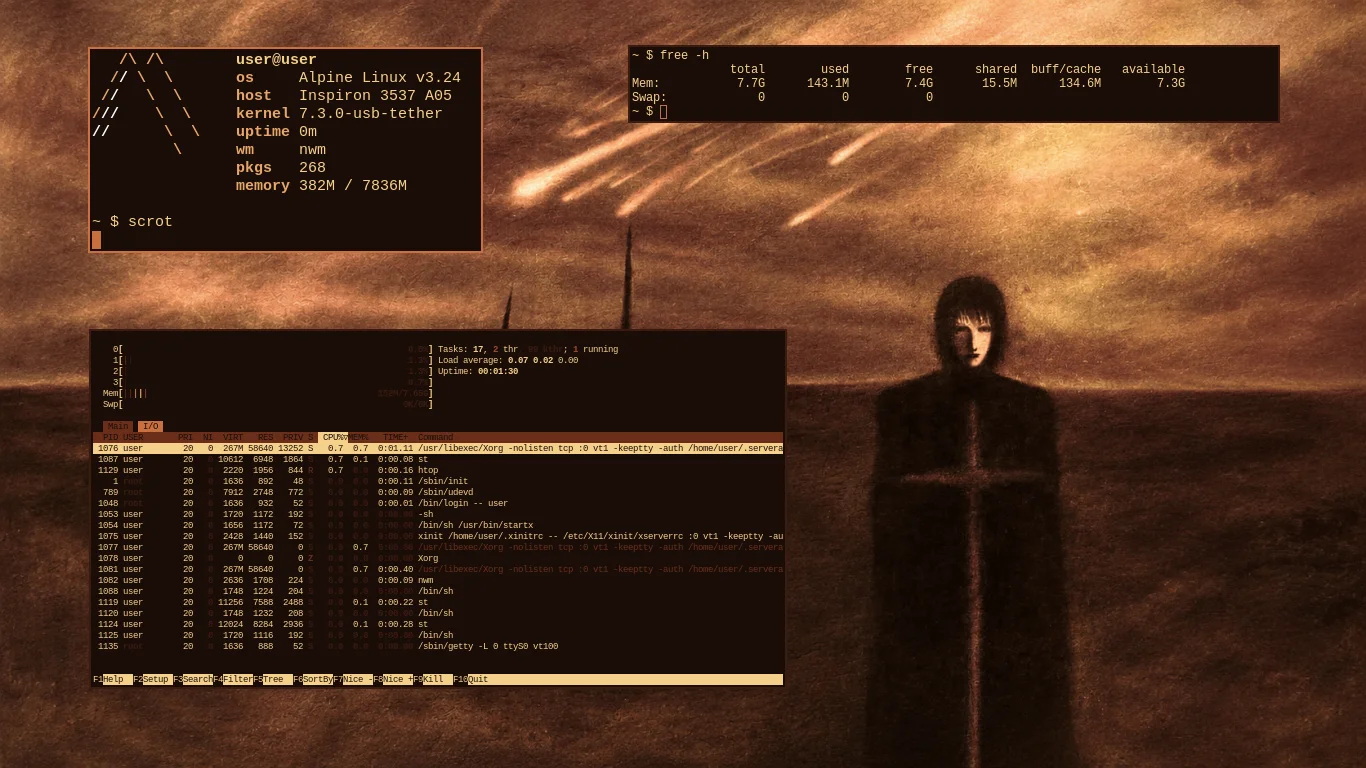 user@user
os Alpine Linux v3.24
host Inspiron 3537 A05
kernel 7.3.0-usb-tether
uptime 0m
wm nwm
pkgs 268
memory 382M / 7836M
~ $ scrot
~ $ free -h
total used free shared buff/cache available
Mem: 7.7G 143.1M 7.4G 15.5M 134.6M 7.3G
Swap: 0 0 0
~ $
0[ ] Tasks: 17, 2 thr ; 1 running
1[ ] Load average: 0.07 0.02 0.00
2[ ] Uptime: 00:01:30
3[ ]
Mem[ ]
Swp[ ]
Main I/O
PID USER PRI NI VIRT RES PRIV S CPU%▽MEM% TIME+ Command
1076 user 20 0 267M 58640 13252 S 0.7 0.7 0:01.11 /usr/libexec/Xorg -nolisten tcp :0 vt1 -keeptty -auth /home/user/.servera
1087 user 20 10612 6948 1864 0.7 0.1 0:00.08 st
1129 user 20 2220 1956 844 R 0.7 0:00.16 htop
1 20 1636 892 48 0:00.11 /sbin/init
789 20 7912 2748 772 0:00.09 /sbin/udevd
1048 20 1636 932 52 0:00.01 /bin/login -- user
1053 user 20 1720 1172 192 -sh
1054 user 20 1656 1172 72 /bin/sh /usr/bin/startx
1075 user 20 2428 1440 152 xinit /home/user/.xinitrc -- /etc/X11/xinit/xserverrc :0 vt1 -keeptty -au
1077 user 20 267M 58640 0 0.7 /usr/libexec/Xorg -nolisten tcp :0 vt1 -keeptty -auth /home/user/.servera
1078 user 20 0 0 0 Z Xorg
1081 user 20 267M 58640 0 0.7 0:00.40 /usr/libexec/Xorg -nolisten tcp :0 vt1 -keeptty -auth /home/user/.servera
1082 user 20 2636 1708 224 0:00.09 nwm
1088 user 20 1748 1224 204 /bin/sh
1119 user 20 11256 7588 2488 0.1 0:00.22 st
1120 user 20 1748 1232 208 /bin/sh
1124 user 20 12024 8284 2936 0.1 0:00.28 st
1125 user 20 1720 1116 192 /bin/sh
1135 20 1636 888 52 /sbin/getty -L 0 ttyS0 vt100
F1Help F2Setup F3SearchF4FilterF5Tree F6SortByF7Nice -F8Nice +F9Kill F10Quit